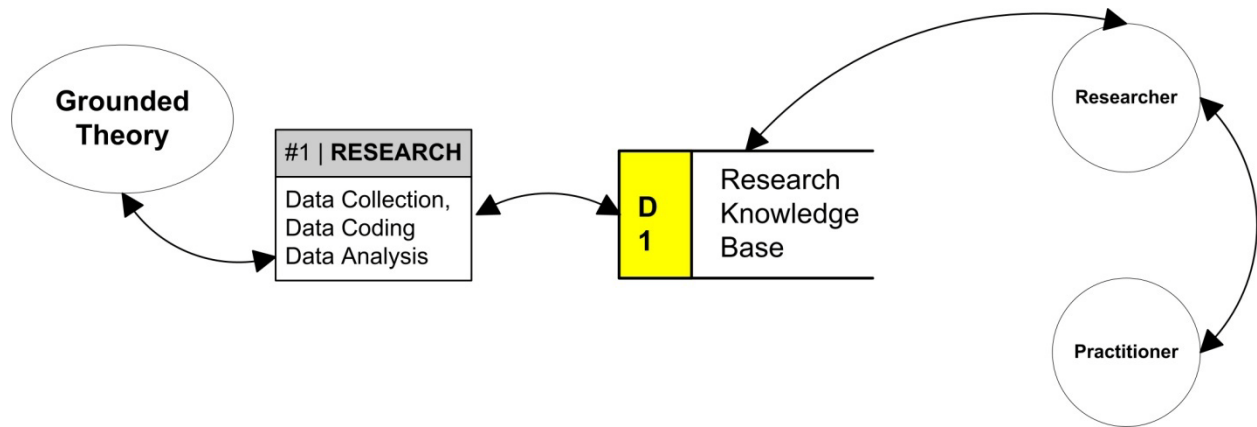 Grounded
Theory
#1 | RESEARCH
Data Collection,
Data Coding
Data Analysis
D
1
Research
Knowledge
Base
Researcher
Practitioner